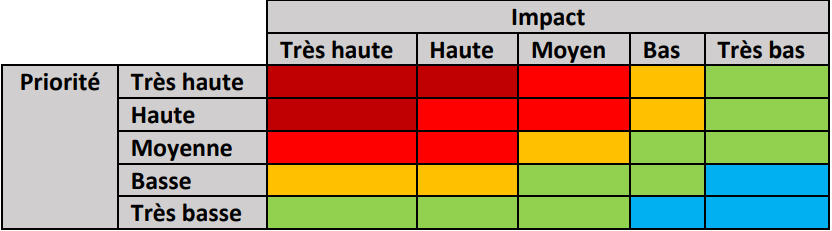 Impact
Très haute Haute Moyen Bas Très bas
Priorité Très haute
Haute
Moyenne
Basse
Très basse